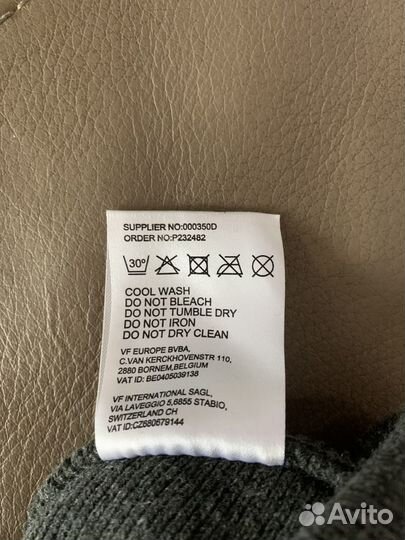 SUPPLIER NO:000350D
ORDER NO:P232482
30°
COOL WASH
DO NOT BLEACH
DO NOT TUMBLE DRY
DO NOT IRON
DO NOT DRY CLEAN
VF EUROPE BVBA,
C.VAN KERCKHOVENSTR 110,
2880 BORNEM,BELGIUM
VAT ID: BE0405039138
VF INTERNATIONAL SAGL,
VIA LAVEGGIO 5,6855 STABIO,
SWITZERLAND CH
VAT ID:CZ680579144
Avito